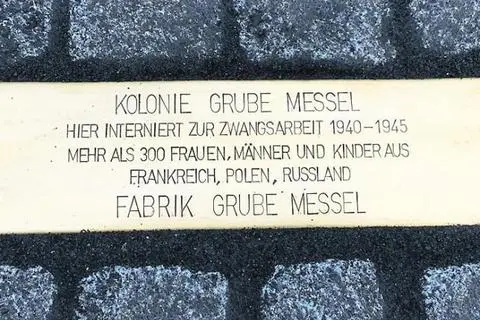 KOLONIE GRUBE MESSEL
HIER INTERNIERT ZUR ZWANGSARBEIT 1940-1945
MEHR ALS 300 FRAUEN, MÄNNER UND KINDER AUS
FRANKREICH, POLEN, RUSSLAND
FABRIK GRUBE MESSEL